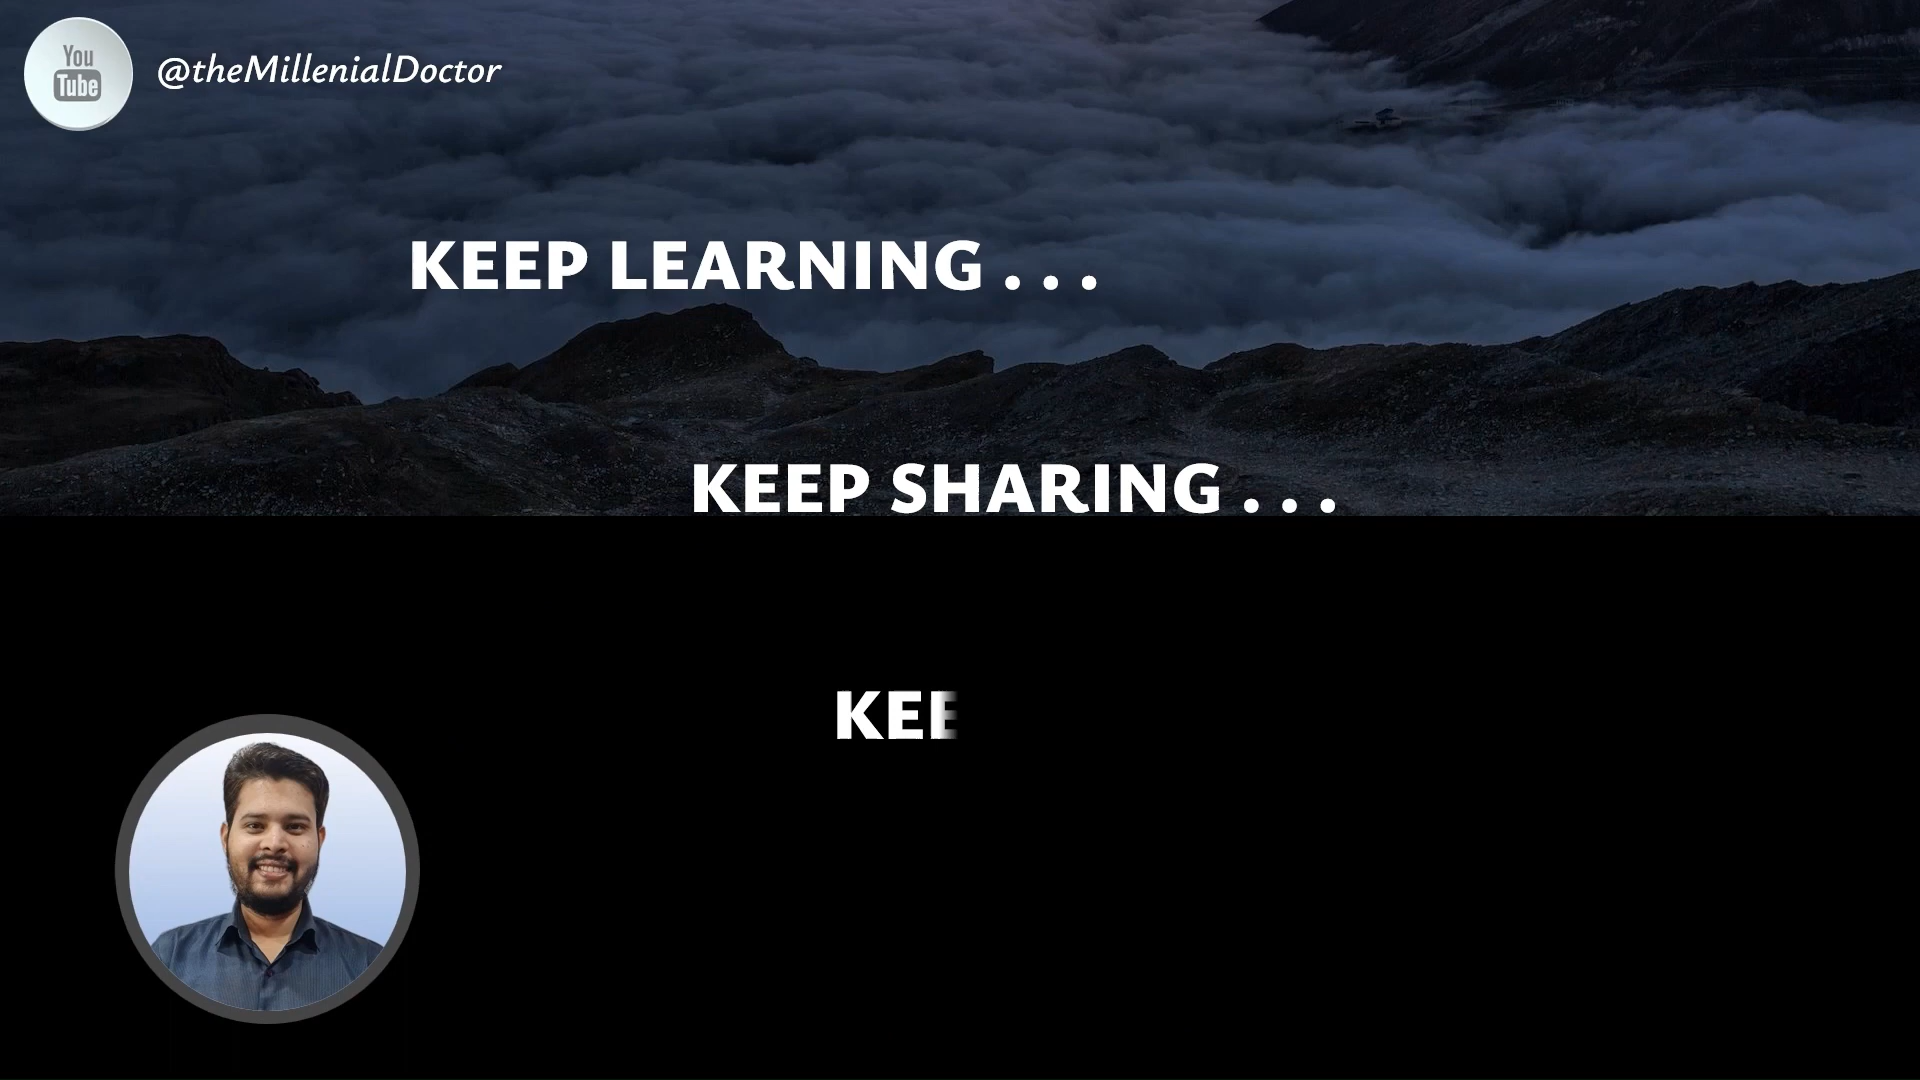 You
Tube
@theMillenialDoctor
KEEP LEARNING . . .
KEEP SHARING . . .
KEE